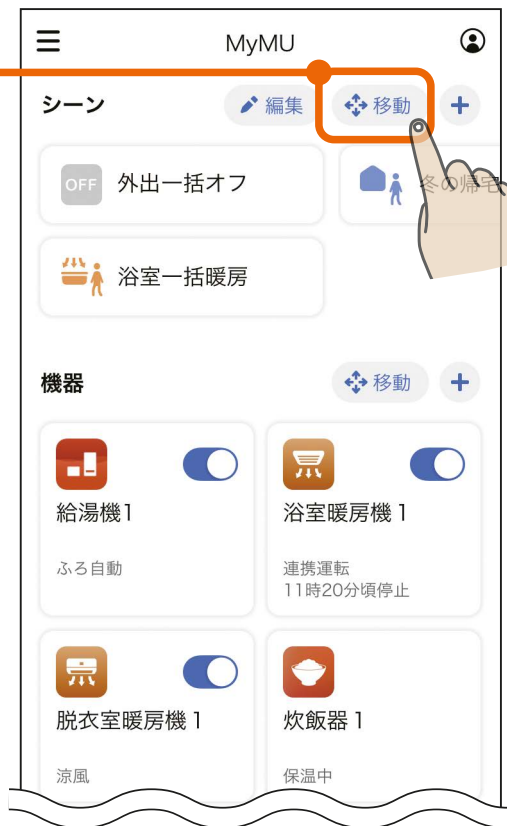 MyMU
シーン
編集
移動
OFF 外出一括オフ
冬の帰宅
浴室一括暖房
機器
移動
給湯機1
ふろ自動
浴室暖房機 1
連携運転
11時20分頃停止
脱衣室暖房機 1
涼風
炊飯器 1
保温中